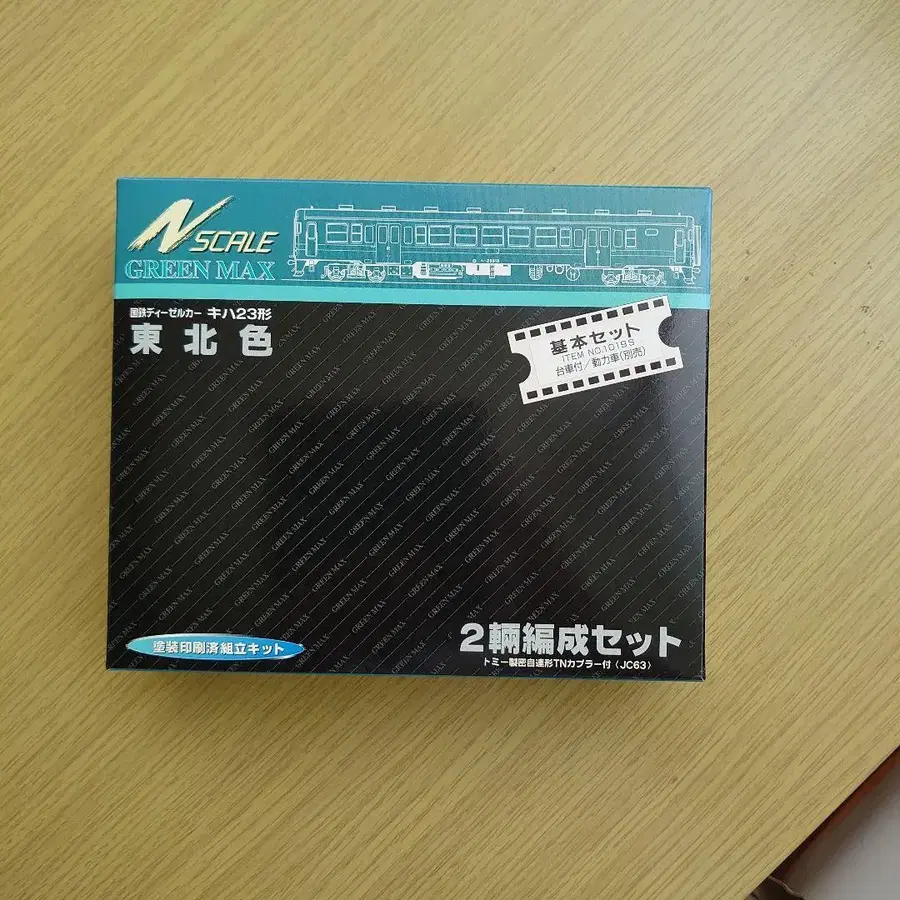 N SCALE
GREEN MAX
国鉄ディーゼルカー キハ23形
東北色
基本セット
ITEM NO.1019S
台車付/動力車(別売)
塗装印刷済組立キット
2輛編成セット
トミー製密自連形TNカプラー付〈JC63〉